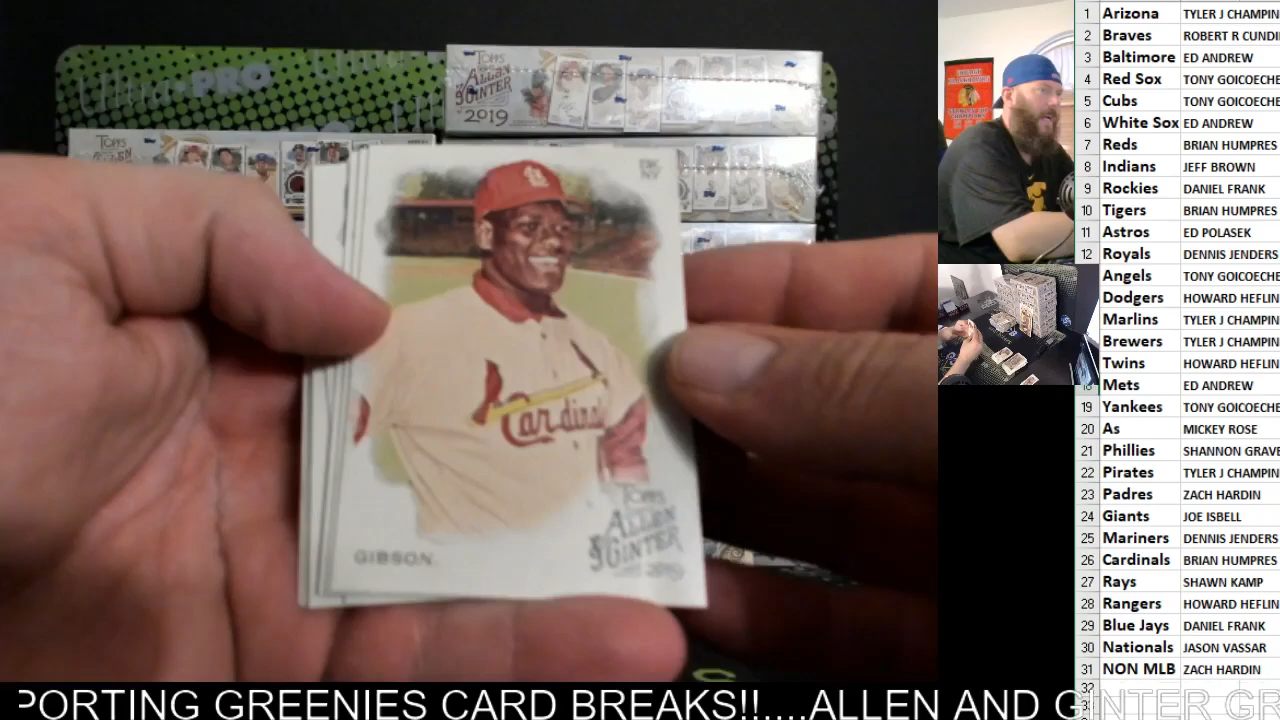 PRO
TOPPS
ALLEN
& GINTER
2019
TOPPS
ALLEN
Cardinals
GIBSON
TOPPS
ALLEN
& GINTER
1 Arizona TYLER J CHAMPIN
2 Braves ROBERT R CUNDI
3 Baltimore ED ANDREW
4 Red Sox TONY GOICOECHE
5 Cubs TONY GOICOECHE
6 White Sox ED ANDREW
7 Reds BRIAN HUMPRES
8 Indians JEFF BROWN
9 Rockies DANIEL FRANK
10 Tigers BRIAN HUMPRES
11 Astros ED POLASEK
12 Royals DENNIS JENDERS
Angels TONY GOICOECHE
Dodgers HOWARD HEFLIN
Marlins TYLER J CHAMPIN
Brewers TYLER J CHAMPIN
Twins HOWARD HEFLIN
Mets ED ANDREW
19 Yankees TONY GOICOECHE
20 As MICKEY ROSE
21 Phillies SHANNON GRAVE
22 Pirates TYLER J CHAMPIN
23 Padres ZACH HARDIN
24 Giants JOE ISBELL
25 Mariners DENNIS JENDERS
26 Cardinals BRIAN HUMPRES
27 Rays SHAWN KAMP
28 Rangers HOWARD HEFLIN
29 Blue Jays DANIEL FRANK
30 Nationals JASON VASSAR
31 NON MLB ZACH HARDIN
32
PORTING GREENIES CARD BREAKS!!....ALLEN AND GINTER GR